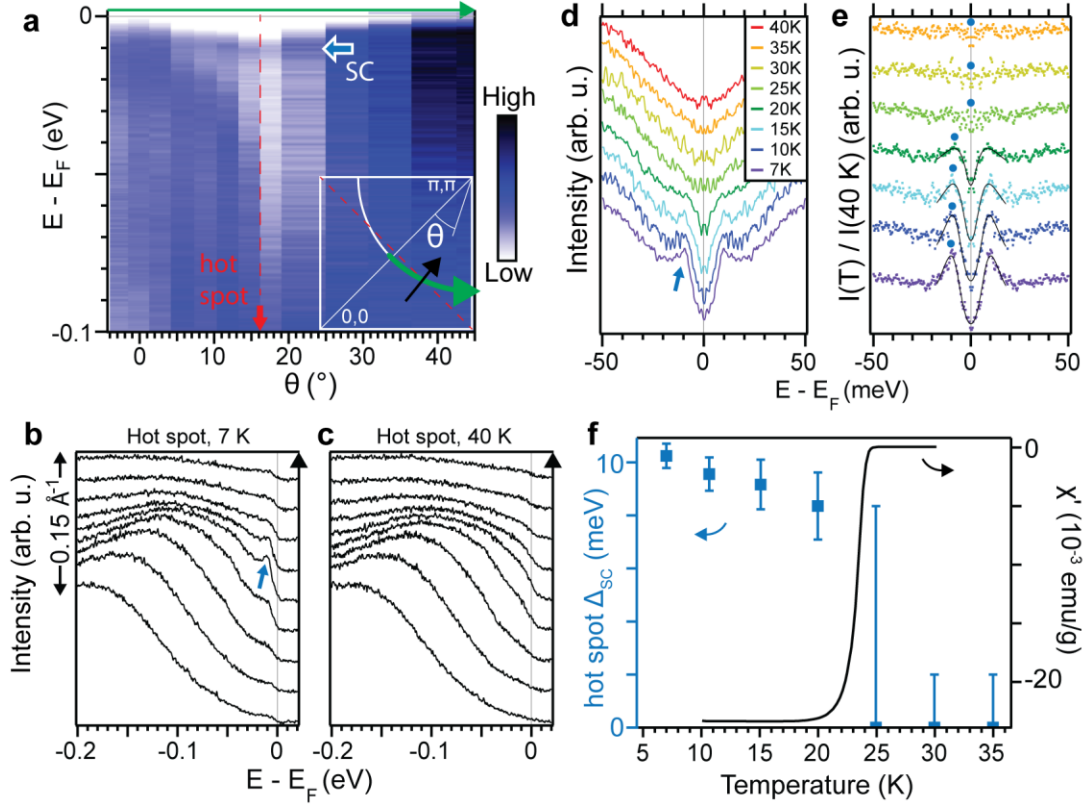 a
0
E - E_F (eV)
-0.1
SC
hot
spot
High
Low
π,π
θ
0,0
0 10 20 30 40
θ (°)
b
Hot spot, 7 K
c
Hot spot, 40 K
Intensity (arb. u.)
0.15 Å⁻¹
-0.2 -0.1 0
-0.2 -0.1 0
E - E_F (eV)
d
Intensity (arb. u.)
40K
35K
30K
25K
20K
15K
10K
7K
-50 0 50
e
I(T) / I(40 K) (arb. u.)
-50 0 50
E - E_F (meV)
f
hot spot Δ_SC (meV)
10
0
5 10 15 20 25 30 35
Temperature (K)
0
-20
χ' (10⁻³ emu/g)